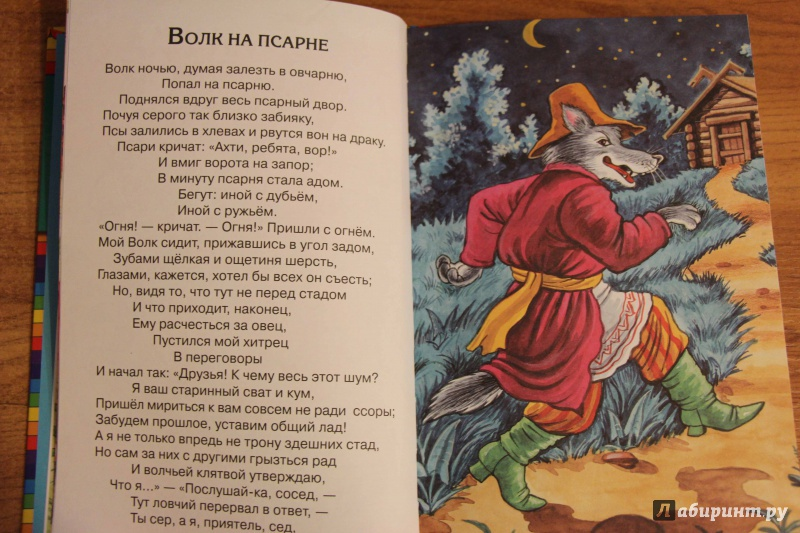 Волк на псарне
Волк ночью, думая залезть в овчарню,
Попал на псарню.
Поднялся вдруг весь псарный двор.
Почуя серого так близко забияку,
Псы залились в хлевах и рвутся вон на драку.
Псари кричат: «Ахти, ребята, вор!»
И вмиг ворота на запор;
В минуту псарня стала адом.
Бегут: иной с дубьём,
Иной с ружьём.
«Огня! — кричат. — Огня!» Пришли с огнём.
Мой Волк сидит, прижавшись в угол задом,
Зубами щёлкая и ощетиня шерсть,
Глазами, кажется, хотел бы всех он съесть;
Но, видя то, что тут не перед стадом
И что приходит, наконец,
Ему расчесться за овец,
Пустился мой хитрец
В переговоры
И начал так: «Друзья! К чему весь этот шум?
Я ваш старинный сват и кум,
Пришёл мириться к вам совсем не ради ссоры;
Забудем прошлое, уставим общий лад!
А я не только впредь не трону здешних стад,
Но сам за них с другими грызться рад
И волчьей клятвой утверждаю,
Что я...» — «Послушай-ка, сосед, —
Тут ловчий перервал в ответ, —
Ты сер, а я, приятель, сед,
Лабиринт.ру